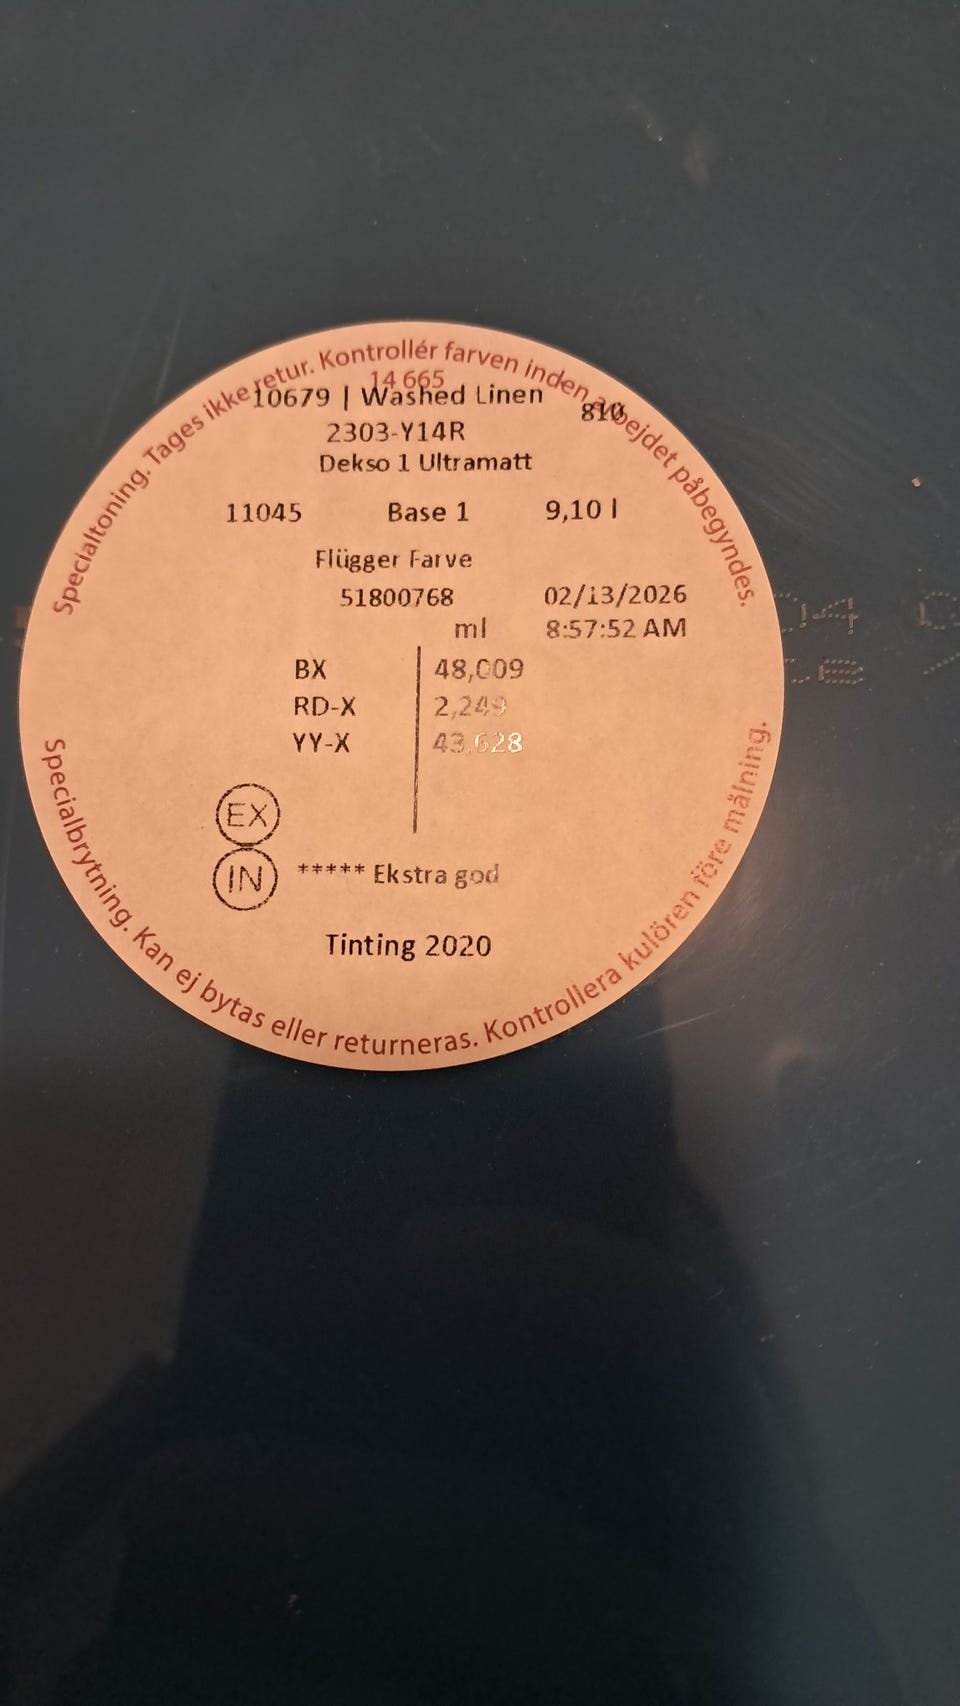 Specialtoning. Tages ikke retur. Kontrollér farven inden arbejdet påbegyndes.
14 665
10679 | Washed Linen
810
2303-Y14R
Dekso 1 Ultramatt
11045 Base 1 9,10 l
Flügger Farve
51800768 02/13/2026
ml 8:57:52 AM
BX 48,009
RD-X 2,249
YY-X 43,628
EX
IN ***** Ekstra god
Tinting 2020
Specialbrytning. Kan ej bytas eller returneras. Kontrollera kulören före målning.